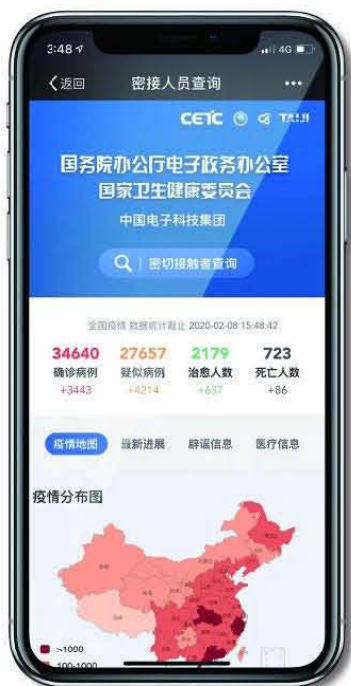 3:48
4G
返回
密接人员查询
CETC
TAIJI
国务院办公厅电子政务办公室
国家卫生健康委员会
中国电子科技集团
密切接触者查询
全国疫情 数据统计截止 2020-02-08 15:48:42
34640 27657 2179 723
确诊病例 疑似病例 治愈人数 死亡人数
+3443 +4214 +637 +86
疫情地图 最新进展 辟谣信息 医疗信息
疫情分布图
>1000
100-1000